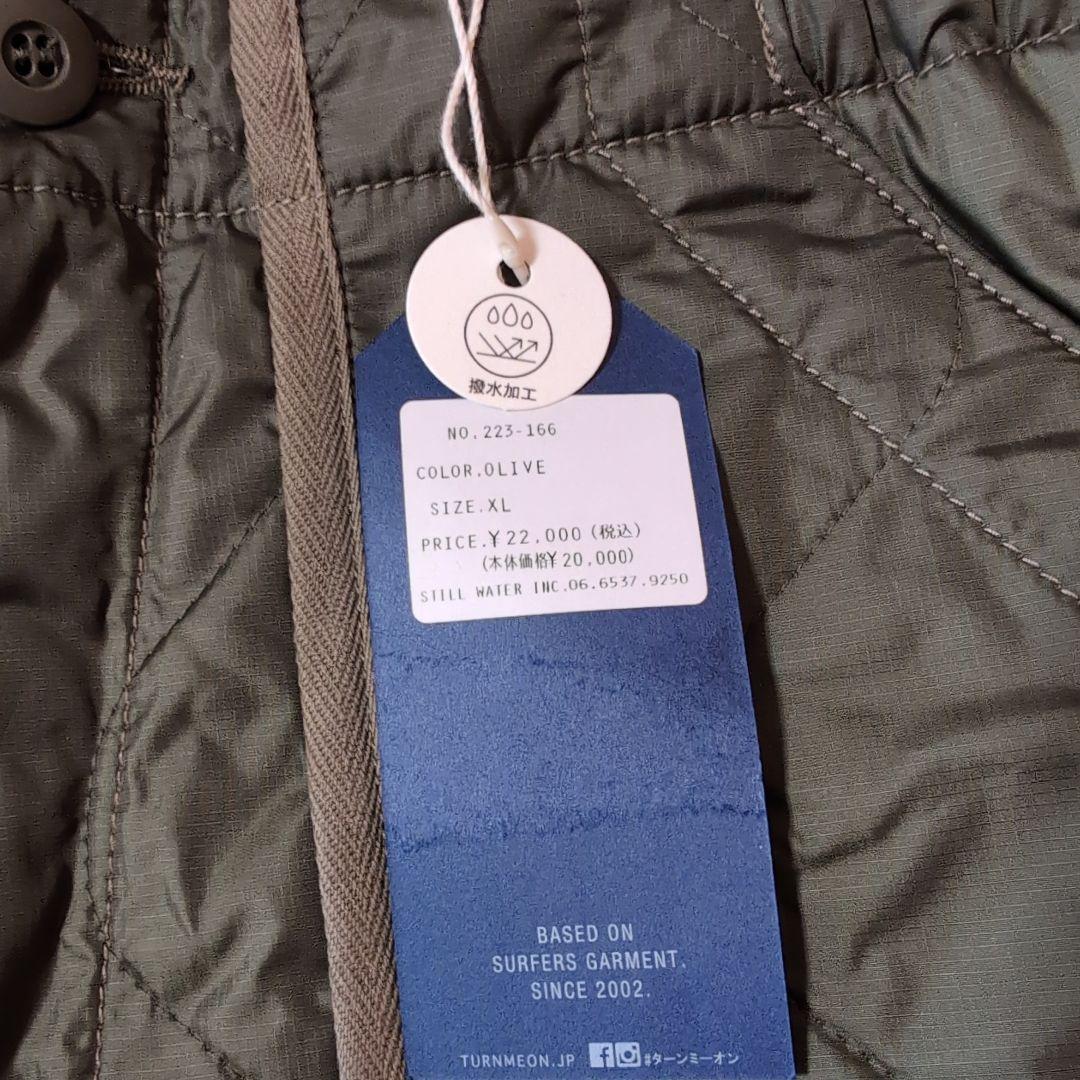 撥水加工
NO.223-166
COLOR.OLIVE
SIZE.XL
PRICE.¥22,000(税込)
(本体価格¥20,000)
STILL WATER INC.06.6537.9250
BASED ON
SURFERS GARMENT.
SINCE 2002.
TURNMEON.JP #ターンミーオン